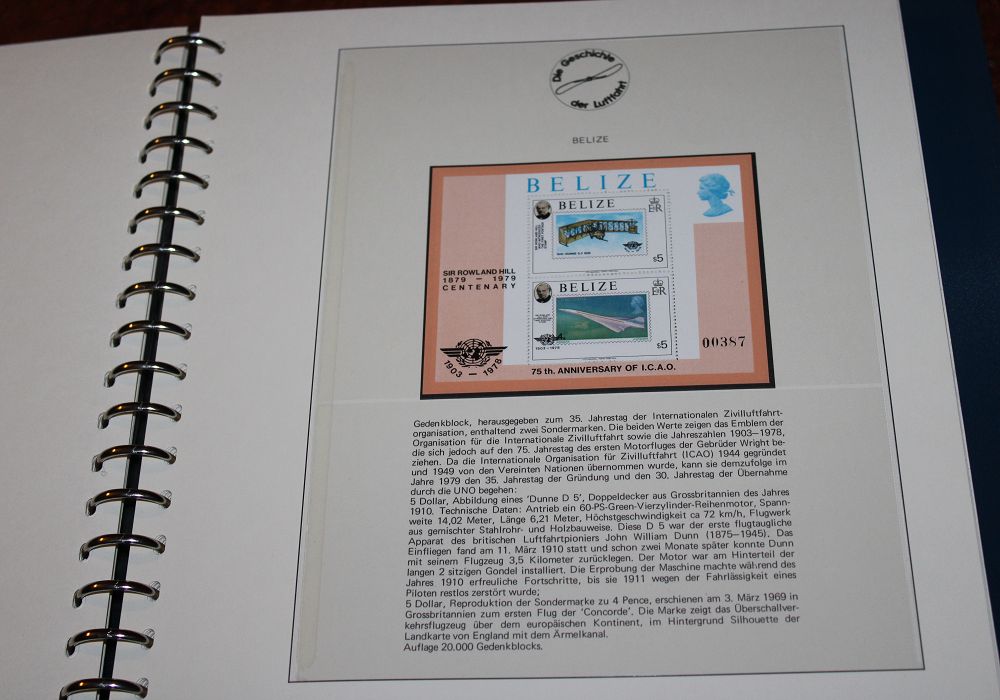 Die Geschichte
der Luftfahrt
BELIZE
BELIZE
BELIZE
E R
$5
SIR ROWLAND HILL
1879 – 1979
CENTENARY
BELIZE
E R
1903 – 1978
$5
00387
1903 – 1978
75th. ANNIVERSARY OF I.C.A.O.
Gedenkblock, herausgegeben zum 35. Jahrestag der Internationalen Zivilluftfahrt-
organisation, enthaltend zwei Sondermarken. Die beiden Werte zeigen das Emblem der
Organisation für die Internationale Zivilluftfahrt sowie die Jahreszahlen 1903–1978,
die sich jedoch auf den 75. Jahrestag des ersten Motorfluges der Gebrüder Wright be-
ziehen. Da die Internationale Organisation für Zivilluftfahrt (ICAO) 1944 gegründet
und 1949 von den Vereinten Nationen übernommen wurde, kann sie demzufolge im
Jahre 1979 den 35. Jahrestag der Gründung und den 30. Jahrestag der Übernahme
durch die UNO begehen:
5 Dollar, Abbildung eines 'Dunne D 5', Doppeldecker aus Grossbritannien des Jahres
1910. Technische Daten: Antrieb ein 60-PS-Green-Vierzylinder-Reihenmotor, Spann-
weite 14,02 Meter, Länge 6,21 Meter, Höchstgeschwindigkeit ca 72 km/h, Flugwerk
aus gemischter Stahlrohr- und Holzbauweise. Diese D 5 war der erste flugtaugliche
Apparat des britischen Luftfahrtpioniers John William Dunn (1875–1945). Das
Einfliegen fand am 11. März 1910 statt und schon zwei Monate später konnte Dunn
mit seinem Flugzeug 3,5 Kilometer zurücklegen. Der Motor war am Hinterteil der
langen 2 sitzigen Gondel installiert. Die Erprobung der Maschine machte während des
Jahres 1910 erfreuliche Fortschritte, bis sie 1911 wegen der Fahrlässigkeit eines
Piloten restlos zerstört wurde;
5 Dollar, Reproduktion der Sondermarke zu 4 Pence, erschienen am 3. März 1969 in
Grossbritannien zum ersten Flug der 'Concorde'. Die Marke zeigt das Überschallver-
kehrsflugzeug über dem europäischen Kontinent, im Hintergrund Silhouette der
Landkarte von England mit dem Ärmelkanal.
Auflage 20.000 Gedenkblocks.